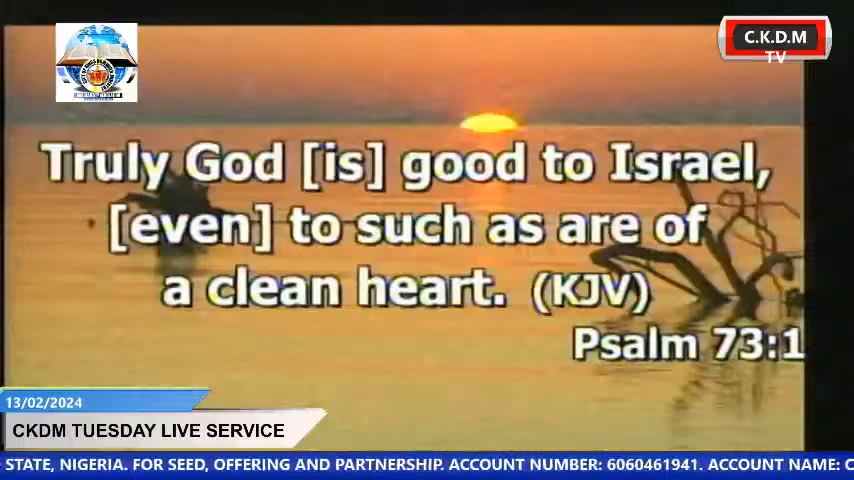 C.K.D.M
TV
Truly God [is] good to Israel,
[even] to such as are of
a clean heart. (KJV)
Psalm 73:1
13/02/2024
CKDM TUESDAY LIVE SERVICE
STATE, NIGERIA. FOR SEED, OFFERING AND PARTNERSHIP. ACCOUNT NUMBER: 6060461941. ACCOUNT NAME: C